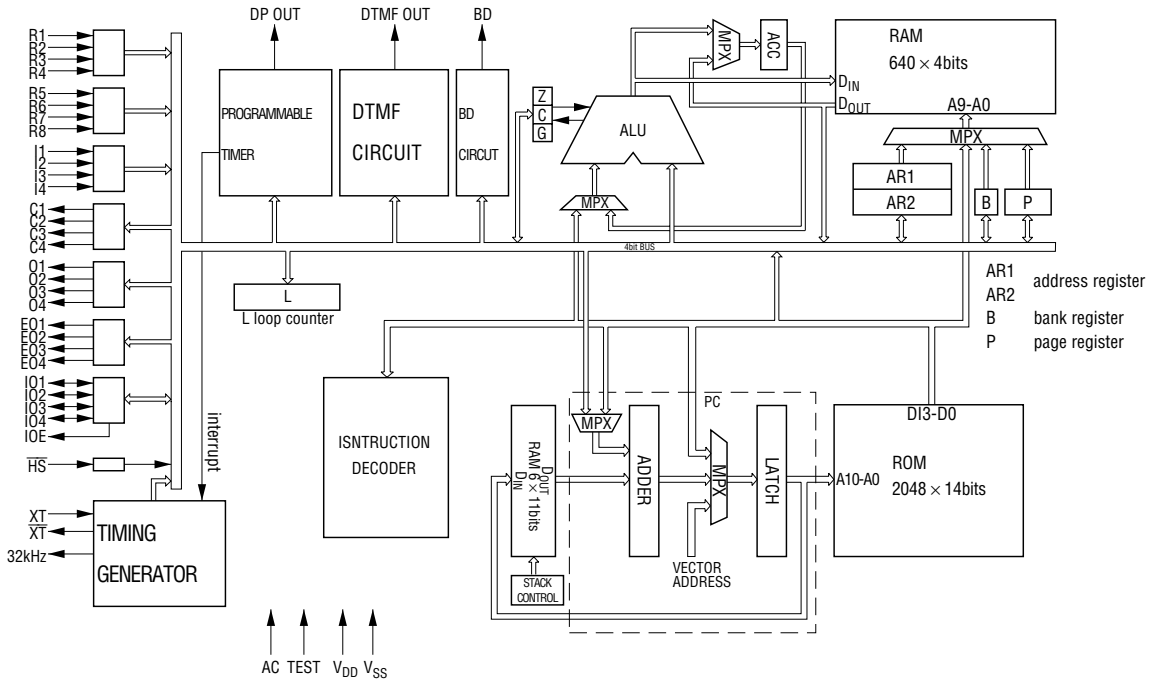 DP OUT
DTMF OUT
BD
R1
R2
R3
R4
R5
R6
R7
R8
I1
I2
I3
I4
C1
C2
C3
C4
O1
O2
O3
O4
EO1
EO2
EO3
EO4
IO1
IO2
IO3
IO4
IOE
HS
XT
XT
32kHz
PROGRAMMABLE
TIMER
DTMF
CIRCUIT
BD
CIRCUT
Z
C
G
ALU
MPX
MPX
ACC
RAM
640 × 4bits
DIN
DOUT
A9-A0
MPX
AR1
AR2
B
P
4bit BUS
L
L loop counter
AR1
AR2
address register
B bank register
P page register
interrupt
TIMING
GENERATOR
ISNTRUCTION
DECODER
PC
MPX
DOUT
RAM 6 × 11bits
DIN
STACK
CONTROL
ADDER
MPX
LATCH
VECTOR
ADDRESS
DI3-D0
ROM
2048 × 14bits
A10-A0
AC TEST VDD VSS